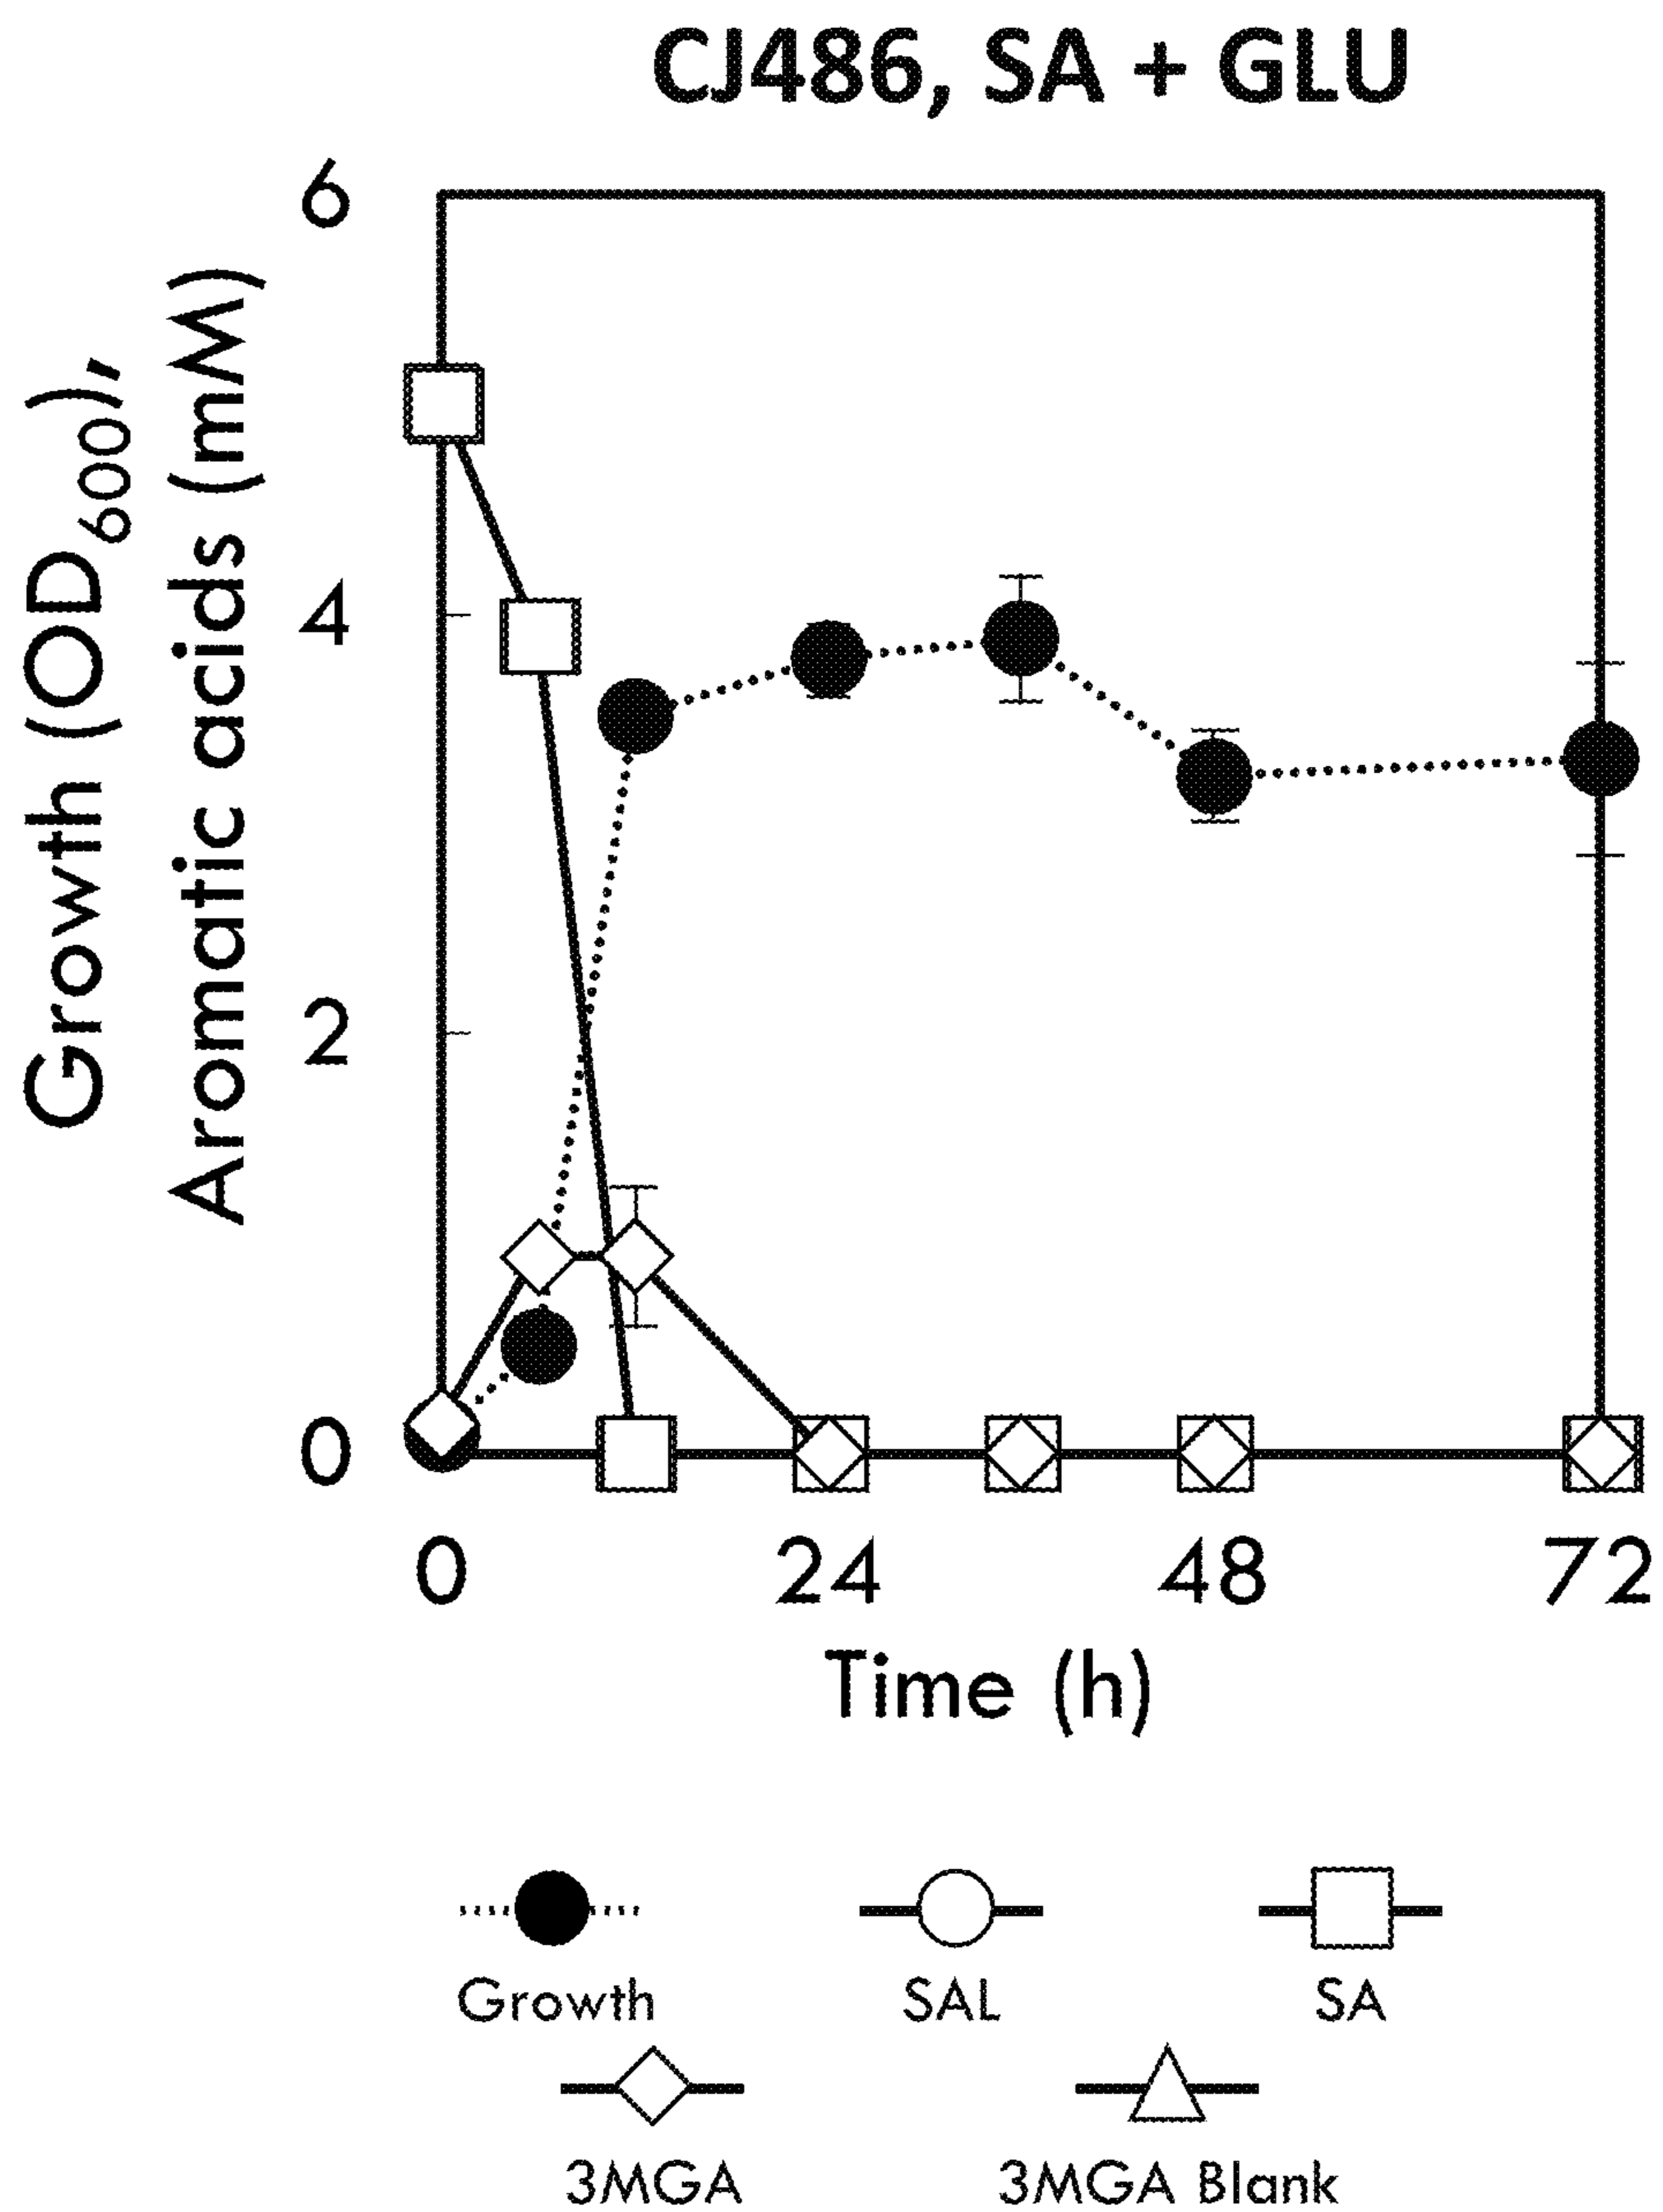 CJ486, SA + GLU
Growth (OD600),
Aromatic acids (mM)
6
4
2
0
0 24 48 72
Time (h)
Growth SAL SA
3MGA 3MGA Blank